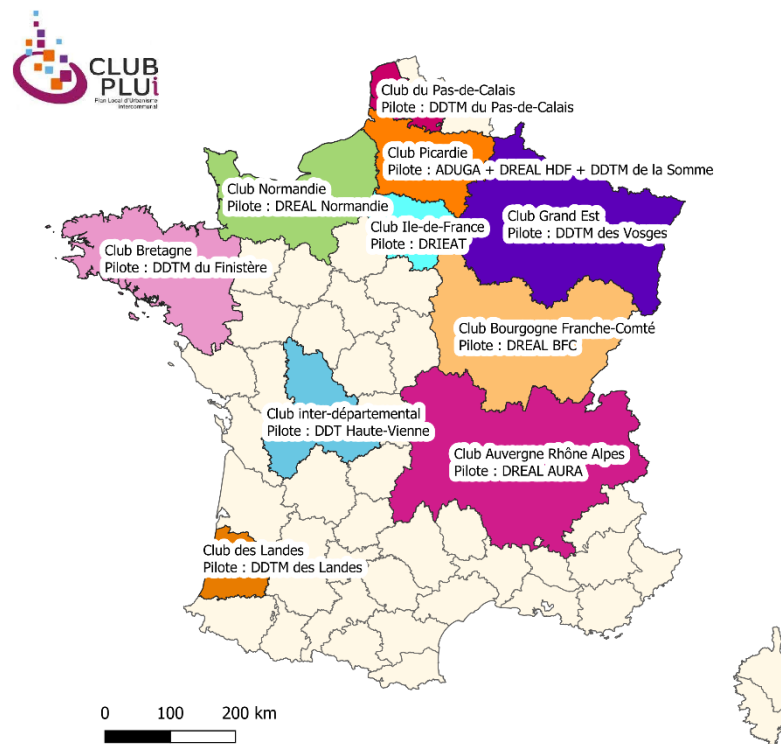 CLUB
PLUi
Plan Local d'Urbanisme
Intercommunal
Club du Pas-de-Calais
Pilote : DDTM du Pas-de-Calais
Club Picardie
Pilote : ADUGA + DREAL HDF + DDTM de la Somme
Club Normandie
Pilote : DREAL Normandie
Club Ile-de-France
Pilote : DRIEAT
Club Grand Est
Pilote : DDTM des Vosges
Club Bretagne
Pilote : DDTM du Finistère
Club Bourgogne Franche-Comté
Pilote : DREAL BFC
Club inter-départemental
Pilote : DDT Haute-Vienne
Club Auvergne Rhône Alpes
Pilote : DREAL AURA
Club des Landes
Pilote : DDTM des Landes
0 100 200 km